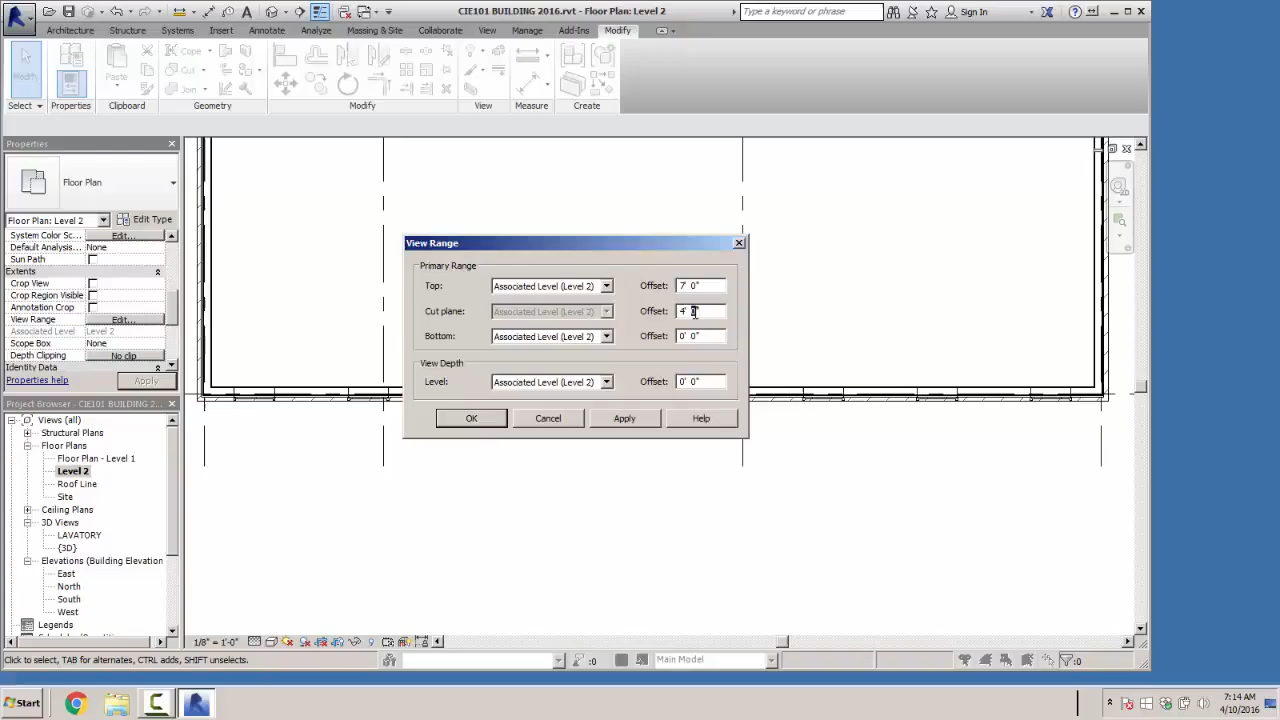 CIE101 BUILDING 2016.rvt - Floor Plan: Level 2
Type a keyword or phrase
Sign In
Architecture Structure Systems Insert Annotate Analyze Massing & Site Collaborate View Manage Add-Ins Modify
Modify
Paste
Cope
Cut
Join
Select Properties Clipboard Geometry Modify View Measure Create
Properties
Floor Plan
Floor Plan: Level 2
Edit Type
System Color Sc... Edit...
Default Analysis... None
Sun Path
Extents
Crop View
Crop Region Visible
Annotation Crop
View Range Edit...
Associated Level Level 2
Scope Box None
Depth Clipping No clip
Identity Data
Properties help
Apply
Project Browser - CIE101 BUILDING 2...
Views (all)
Structural Plans
Floor Plans
Floor Plan - Level 1
Level 2
Roof Line
Site
Ceiling Plans
3D Views
LAVATORY
{3D}
Elevations (Building Elevation
East
North
South
West
Legends
View Range
Primary Range
Top: Associated Level (Level 2) Offset: 7' 0"
Cut plane: Associated Level (Level 2) Offset: 4'
Bottom: Associated Level (Level 2) Offset: 0' 0"
View Depth
Level: Associated Level (Level 2) Offset: 0' 0"
OK Cancel Apply Help
1/8" = 1'-0"
Click to select, TAB for alternates, CTRL adds, SHIFT unselects.
:0
Main Model
:0
Start
7:14 AM
4/10/2016